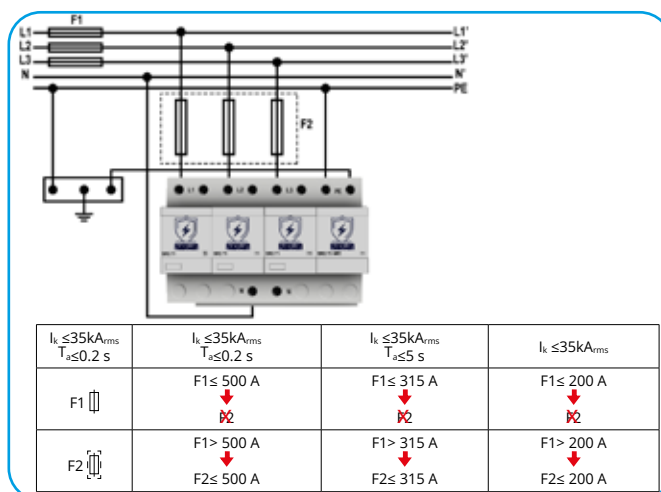 F1
L1 L1'
L2 L2'
L3 L3'
N N'
PE
F2
L1 L2 L3 PE
N N
Iₖ ≤35kAᵣₘₛ
Tₐ≤0.2 s
Iₖ ≤35kAᵣₘₛ
Tₐ≤0.2 s
Iₖ ≤35kAᵣₘₛ
Tₐ≤5 s
Iₖ ≤35kAᵣₘₛ
F1
F1≤ 500 A
F2
F1≤ 315 A
F2
F1≤ 200 A
F2
F2
F1> 500 A
F2≤ 500 A
F1> 315 A
F2≤ 315 A
F1> 200 A
F2≤ 200 A